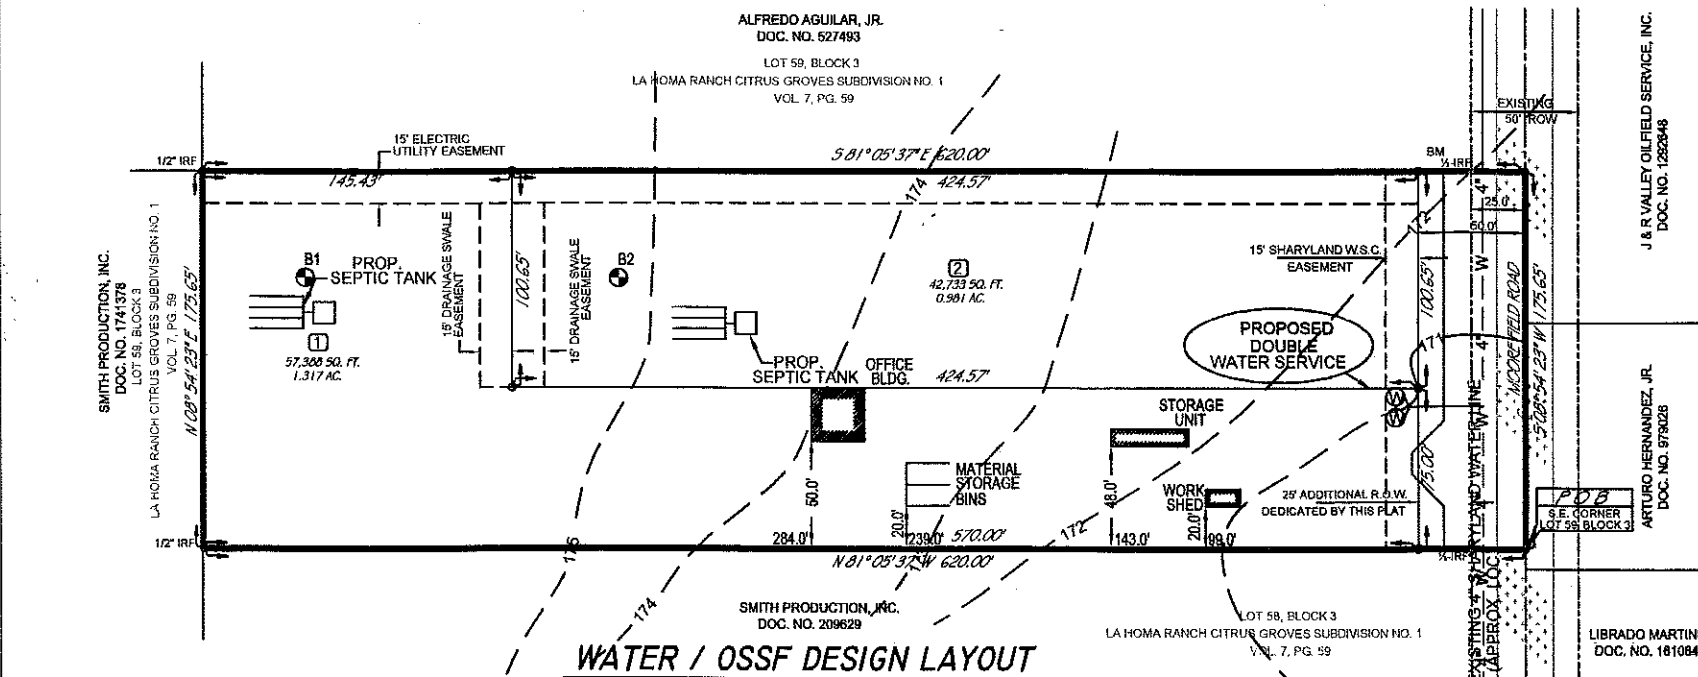 ALFREDO AGUILAR, JR.
DOC. NO. 527493
LOT 59, BLOCK 3
LA HOMA RANCH CITRUS GROVES SUBDIVISION NO. 1
VOL. 7, PG. 59
15' ELECTRIC
UTILITY EASEMENT
1/2" IRF
S 81°05'37" E 620.00'
145.43'
424.57'
174
BM
½-IRF
EXISTING
50' ROW
4"
25.0'
60.0'
172
J & R VALLEY OILFIELD SERVICE, INC.
DOC. NO. 1292648
SMITH PRODUCTION, INC.
DOC. NO. 1741378
LOT 59, BLOCK 3
LA HOMA RANCH CITRUS GROVES SUBDIVISION NO. 1
VOL. 7, PG. 59
N 08°54'23" E 175.65'
B1
PROP.
SEPTIC TANK
1
57,388 SQ. FT.
1.317 AC.
15' DRAINAGE SWALE
EASEMENT
100.65'
15' DRAINAGE SWALE
EASEMENT
B2
PROP.
SEPTIC TANK
2
42,733 SQ. FT.
0.981 AC.
15' SHARYLAND W.S.C.
EASEMENT
100.65'
W
4"
W
MOOREFIELD ROAD
S 08°54'23" W 175.65'
PROPOSED
DOUBLE
WATER SERVICE
171
OFFICE
BLDG.
424.57'
W
W
STORAGE
UNIT
MATERIAL
STORAGE
BINS
WORK
SHED
75.00'
25' ADDITIONAL R.O.W.
DEDICATED BY THIS PLAT
50.0'
20.0'
48.0'
20.0'
1/2" IRF
284.0'
239.0'
570.00'
172
143.0'
99.0'
½-IRF
N 81°05'37" W 620.00'
P O B
S.E. CORNER
LOT 59, BLOCK 3
ARTURO HERNANDEZ, JR.
DOC. NO. 979026
174
SMITH PRODUCTION, INC.
DOC. NO. 209629
LOT 58, BLOCK 3
LA HOMA RANCH CITRUS GROVES SUBDIVISION NO. 1
VOL. 7, PG. 59
EXISTING 4" SHARYLAND WATERLINE
(APPROX. LOC.
LIBRADO MARTIN
DOC. NO. 161064
WATER / OSSF DESIGN LAYOUT